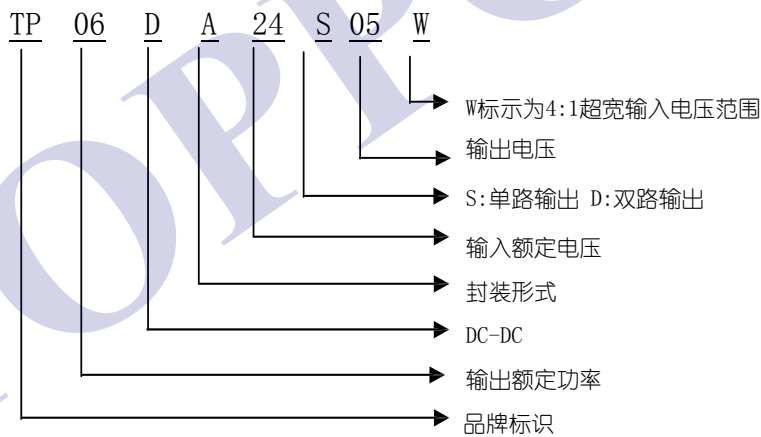 TP 06 D A 24 S 05 W
W标示为4:1超宽输入电压范围
输出电压
S:单路输出 D:双路输出
输入额定电压
封装形式
DC-DC
输出额定功率
品牌标识